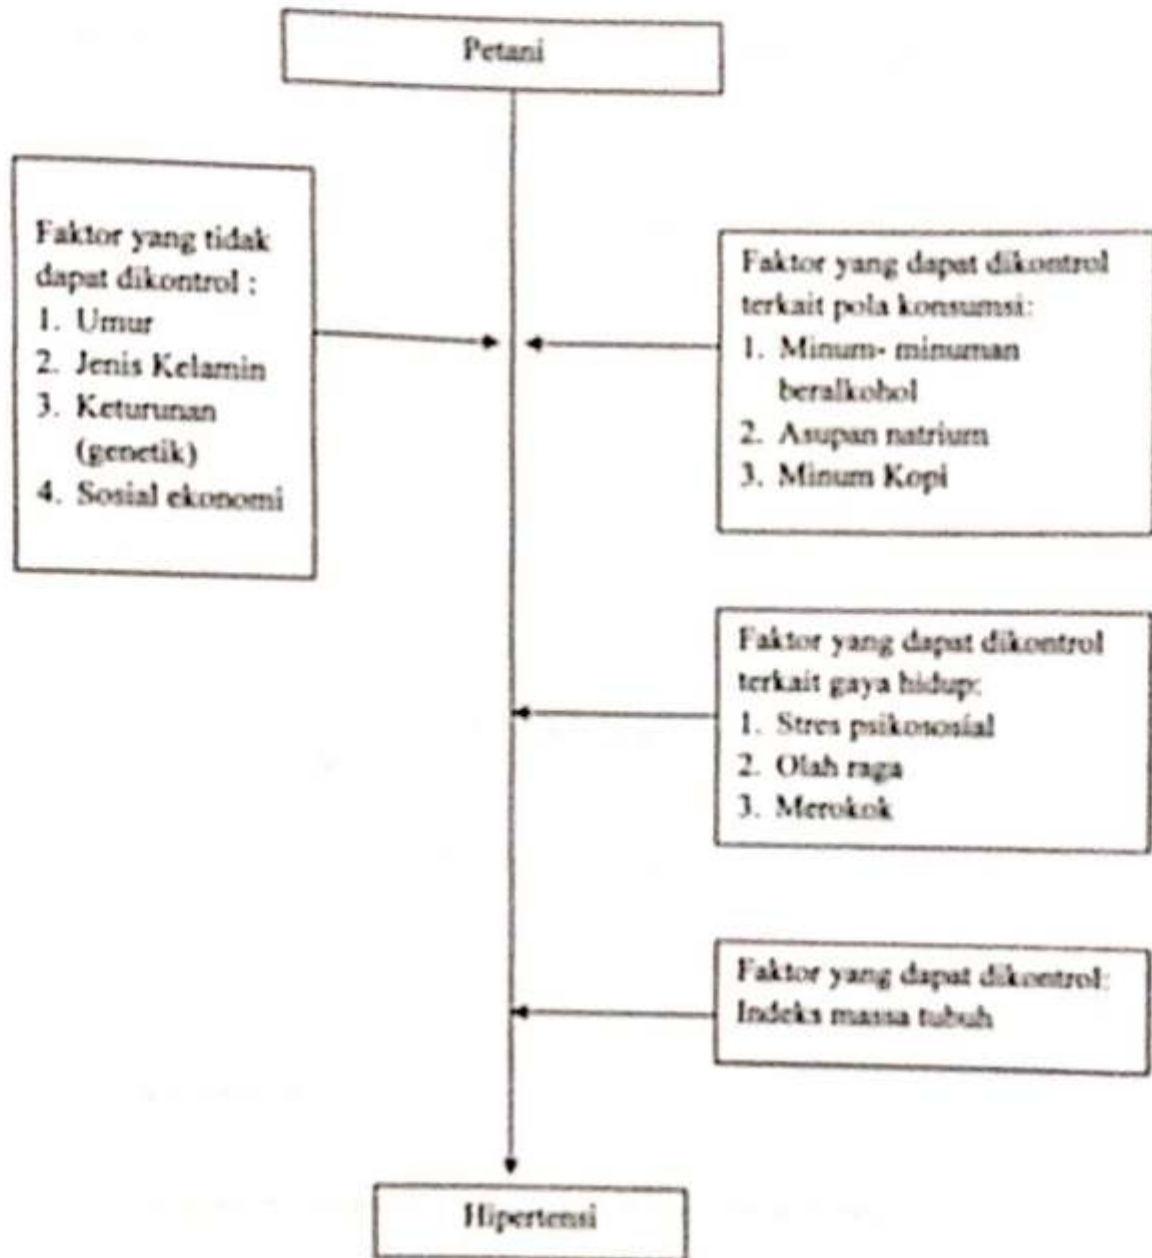 Petani
Faktor yang tidak
dapat dikontrol :
1. Umur
2. Jenis Kelamin
3. Keturunan
(genetik)
4. Sosial ekonomi
Faktor yang dapat dikontrol
terkait pola konsumsi:
1. Minum- minuman
beralkohol
2. Asupan natrium
3. Minum Kopi
Faktor yang dapat dikontrol
terkait gaya hidup:
1. Stres psikososial
2. Olah raga
3. Merokok
Faktor yang dapat dikontrol:
Indeks massa tubuh
Hipertensi